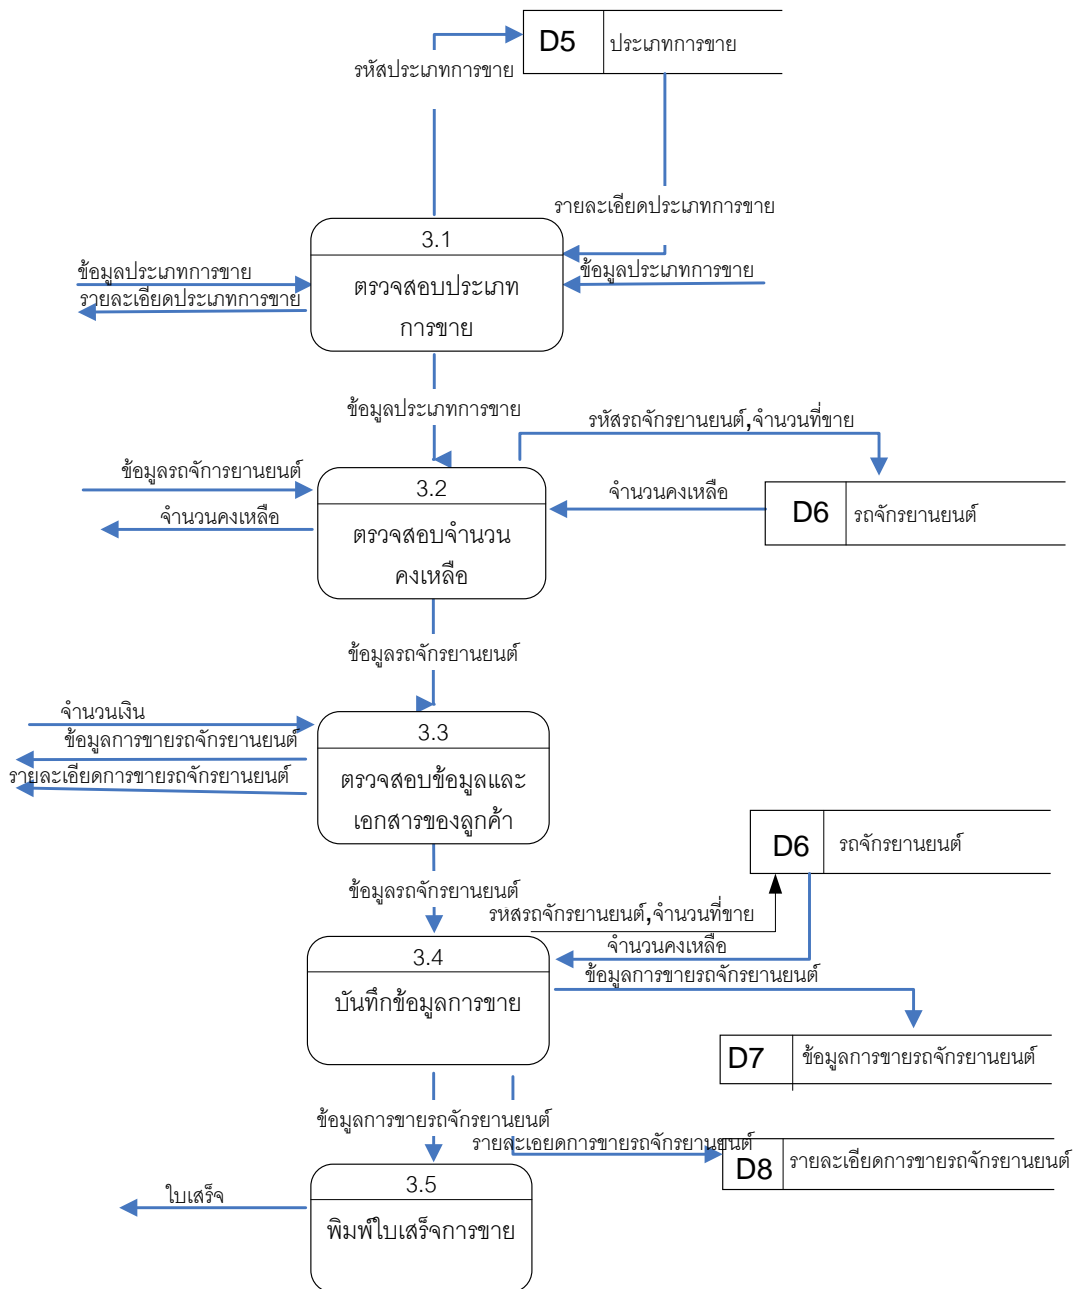 D5
ประเภทการขาย
รหัสประเภทการขาย
รายละเอียดประเภทการขาย
3.1
ตรวจสอบประเภท
การขาย
ข้อมูลประเภทการขาย
รายละเอียดประเภทการขาย
ข้อมูลประเภทการขาย
ข้อมูลประเภทการขาย
รหัสรถจักรยานยนต์,จำนวนที่ขาย
ข้อมูลรถจัการยานยนต์
จำนวนคงเหลือ
3.2
ตรวจสอบจำนวน
คงเหลือ
จำนวนคงเหลือ
D6
รถจักรยานยนต์
ข้อมูลรถจักรยานยนต์
จำนวนเงิน
ข้อมูลการขายรถจักรยานยนต์
รายละเอียดการขายรถจักรยานยนต์
3.3
ตรวจสอบข้อมูลและ
เอกสารของลูกค้า
D6
รถจักรยานยนต์
ข้อมูลรถจักรยานยนต์
รหัสรถจักรยานยนต์,จำนวนที่ขาย
จำนวนคงเหลือ
ข้อมูลการขายรถจักรยานยนต์
3.4
บันทึกข้อมูลการขาย
D7
ข้อมูลการขายรถจักรยานยนต์
ข้อมูลการขายรถจักรยานยนต์
รายละเอยดการขายรถจักรยานยนต์
D8
รายละเอียดการขายรถจักรยานยนต์
3.5
พิมพ์ใบเสร็จการขาย
ใบเสร็จ